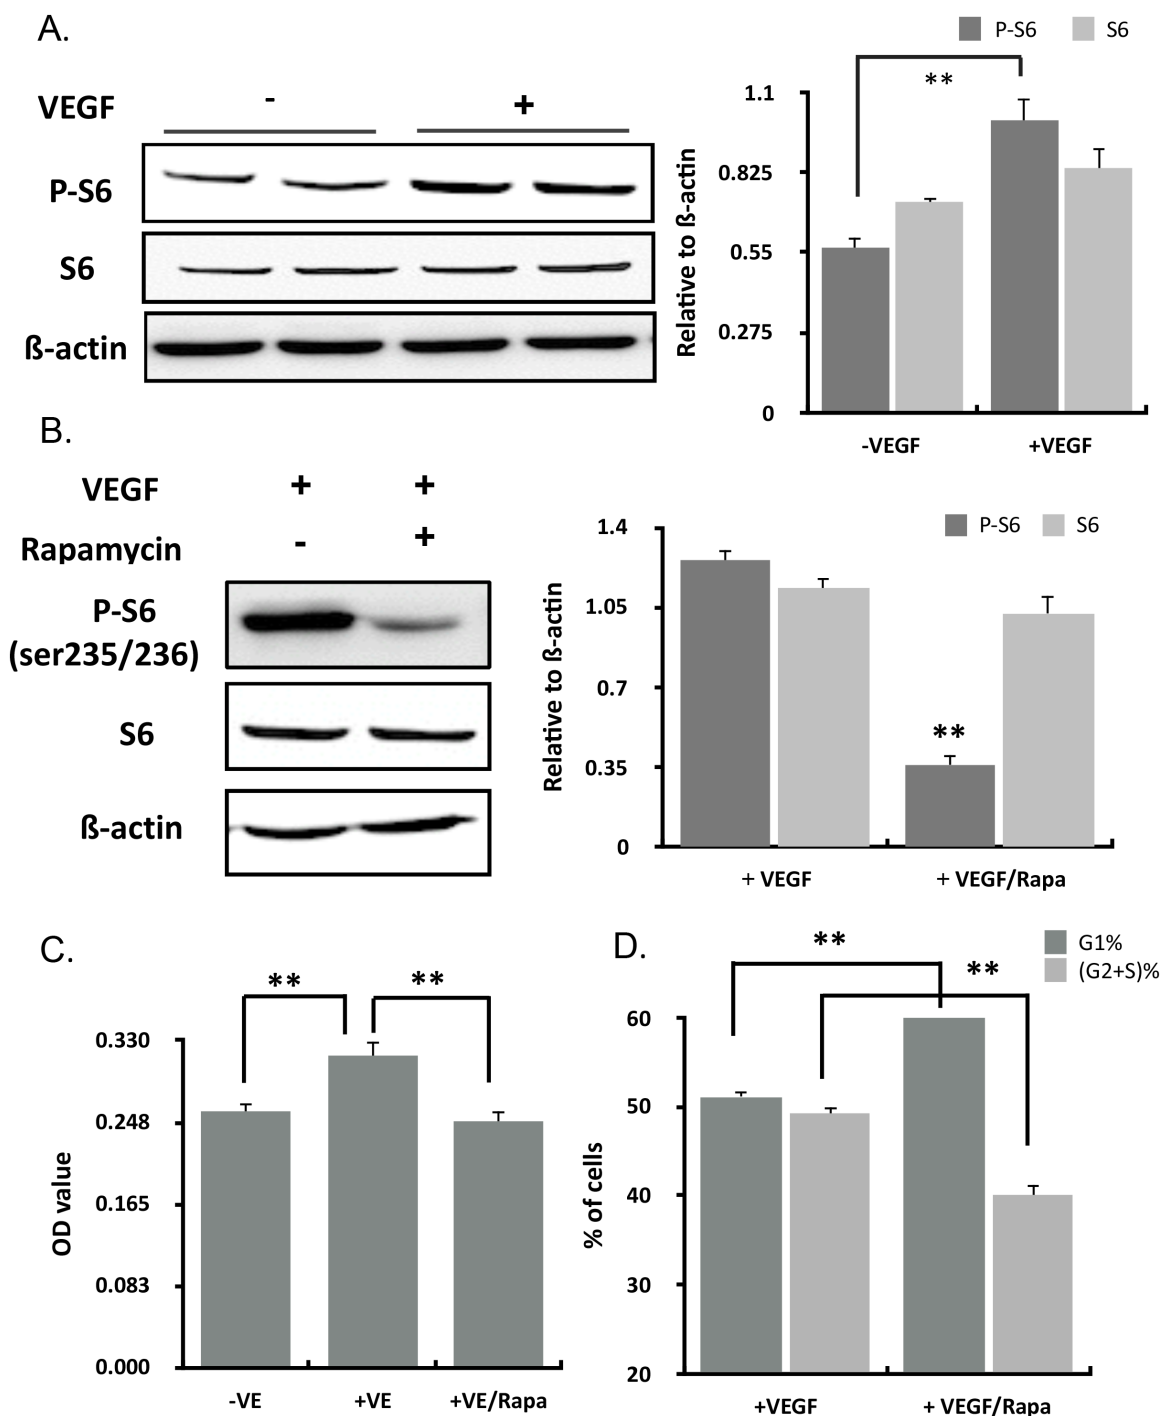 A.
VEGF - +
P-S6
S6
ß-actin
P-S6 S6
**
1.1
0.825
0.55
0.275
0
Relative to ß-actin
-VEGF +VEGF
B.
VEGF + +
Rapamycin - +
P-S6
(ser235/236)
S6
ß-actin
P-S6 S6
1.4
1.05
0.7
0.35
0
Relative to ß-actin
**
+ VEGF + VEGF/Rapa
C.
** **
0.330
0.248
0.165
0.083
0.000
OD value
-VE +VE +VE/Rapa
D.
G1%
(G2+S)%
**
**
60
50
40
30
20
% of cells
+VEGF + VEGF/Rapa